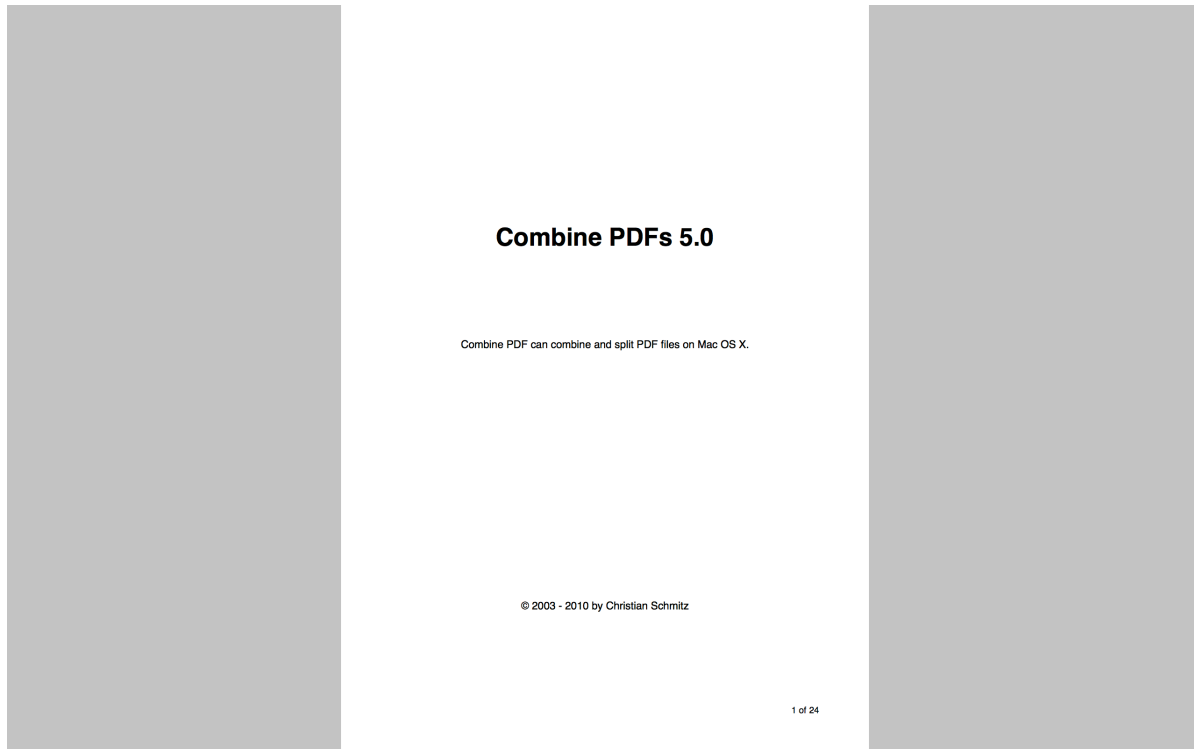 Combine PDFs 5.0
Combine PDF can combine and split PDF files on Mac OS X.
© 2003 - 2010 by Christian Schmitz
1 of 24